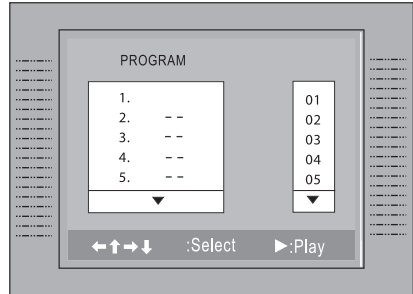 PROGRAM
1.
2. – –
3. – –
4. – –
5. – –
▼
01
02
03
04
05
▼
←↑→↓ :Select ►:Play